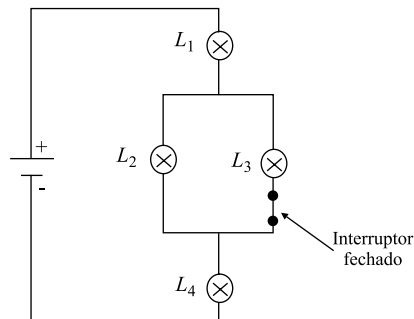 L₁
+
-
L₂
L₃
Interruptor
fechado
L₄